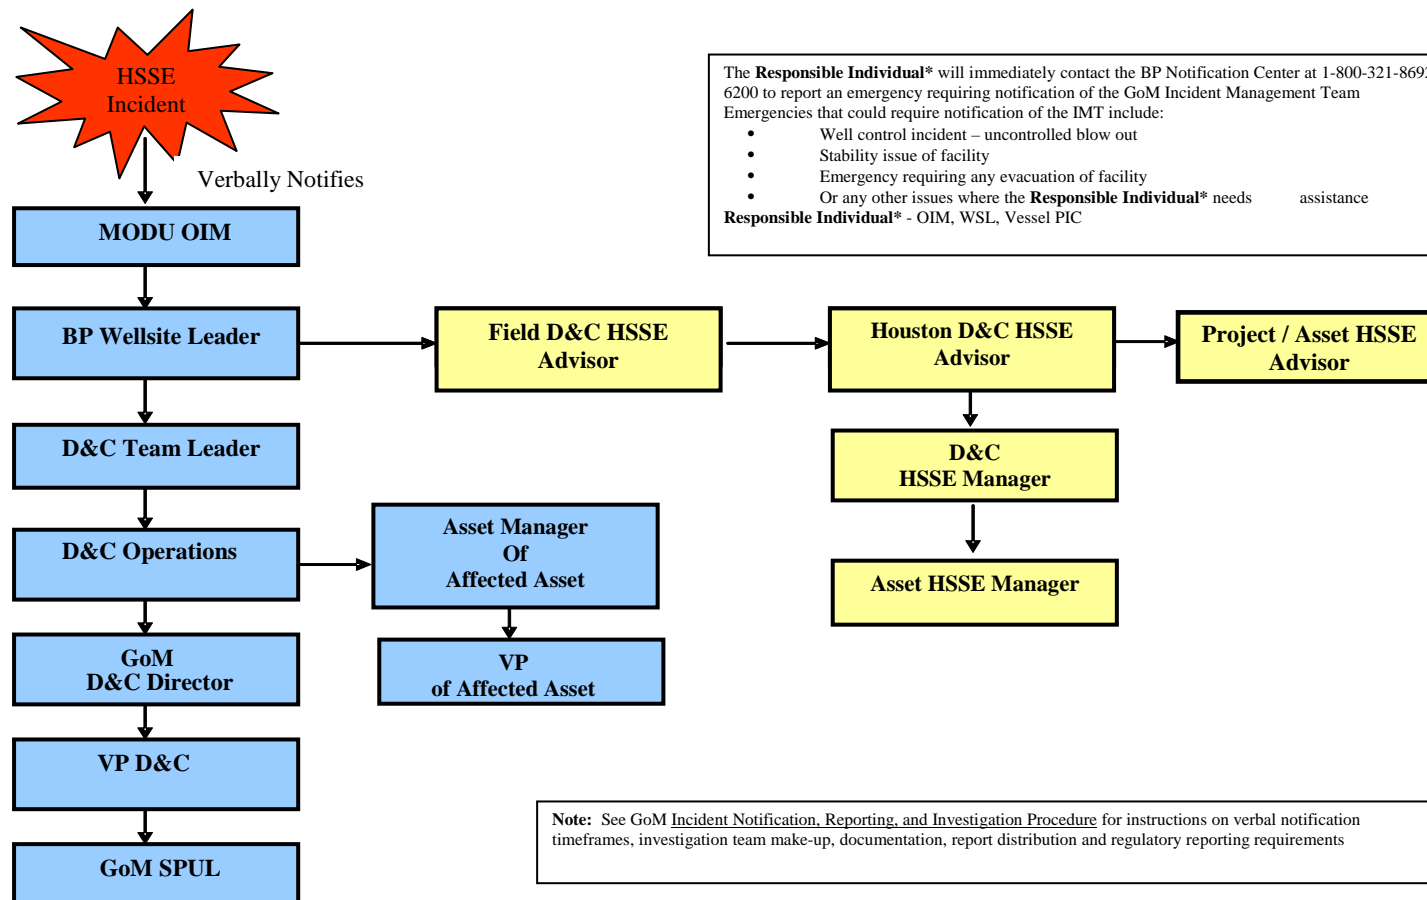 HSSE
Incident
The Responsible Individual* will immediately contact the BP Notification Center at 1-800-321-8692
6200 to report an emergency requiring notification of the GoM Incident Management Team
Emergencies that could require notification of the IMT include:
• Well control incident – uncontrolled blow out
• Stability issue of facility
• Emergency requiring any evacuation of facility
• Or any other issues where the Responsible Individual* needs assistance
Responsible Individual* - OIM, WSL, Vessel PIC
Verbally Notifies
MODU OIM
BP Wellsite Leader
Field D&C HSSE
Advisor
Houston D&C HSSE
Advisor
Project / Asset HSSE
Advisor
D&C Team Leader
D&C
HSSE Manager
D&C Operations
Asset Manager
Of
Affected Asset
Asset HSSE Manager
GoM
D&C Director
VP
of Affected Asset
VP D&C
GoM SPUL
Note: See GoM Incident Notification, Reporting, and Investigation Procedure for instructions on verbal notification
timeframes, investigation team make-up, documentation, report distribution and regulatory reporting requirements